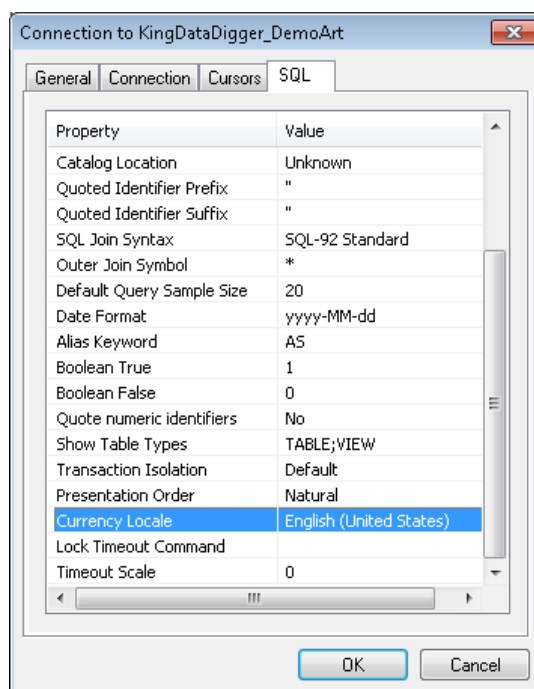 Connection to KingDataDigger_DemoArt
General Connection Cursors SQL
Property Value
Catalog Location Unknown
Quoted Identifier Prefix "
Quoted Identifier Suffix "
SQL Join Syntax SQL-92 Standard
Outer Join Symbol *
Default Query Sample Size 20
Date Format yyyy-MM-dd
Alias Keyword AS
Boolean True 1
Boolean False 0
Quote numeric identifiers No
Show Table Types TABLE;VIEW
Transaction Isolation Default
Presentation Order Natural
Currency Locale English (United States)
Lock Timeout Command
Timeout Scale 0
OK Cancel